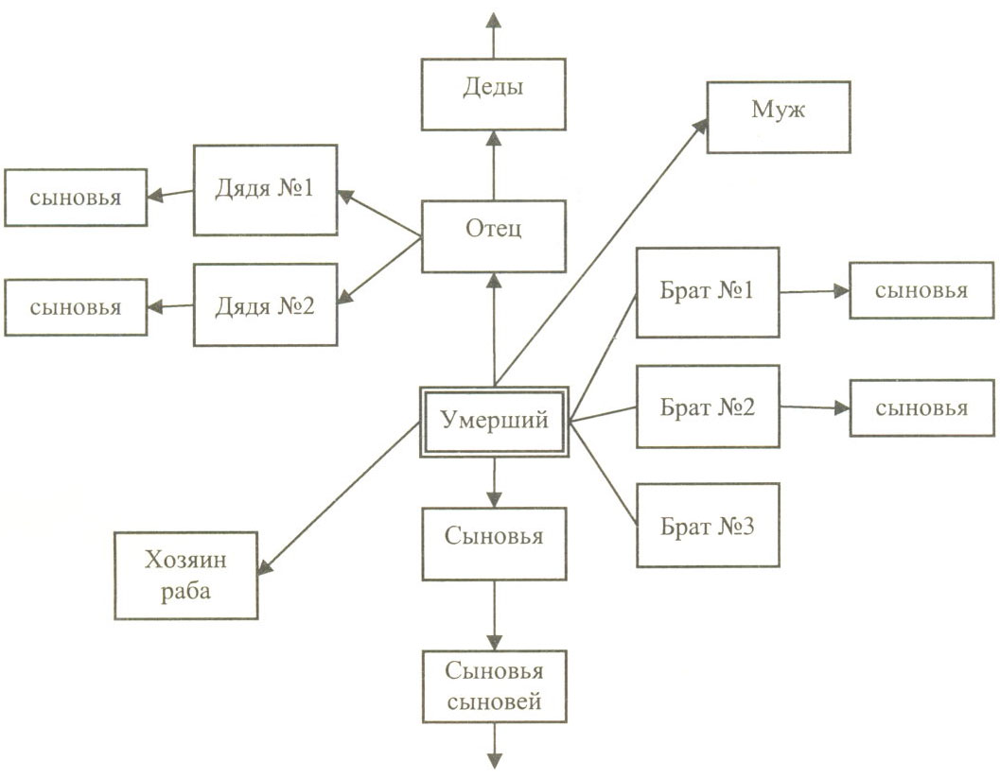 Деды
Муж
Дядя №1
сыновья
Отец
Дядя №2
сыновья
Брат №1
сыновья
Брат №2
сыновья
Умерший
Брат №3
Сыновья
Хозяин
раба
Сыновья
сыновей